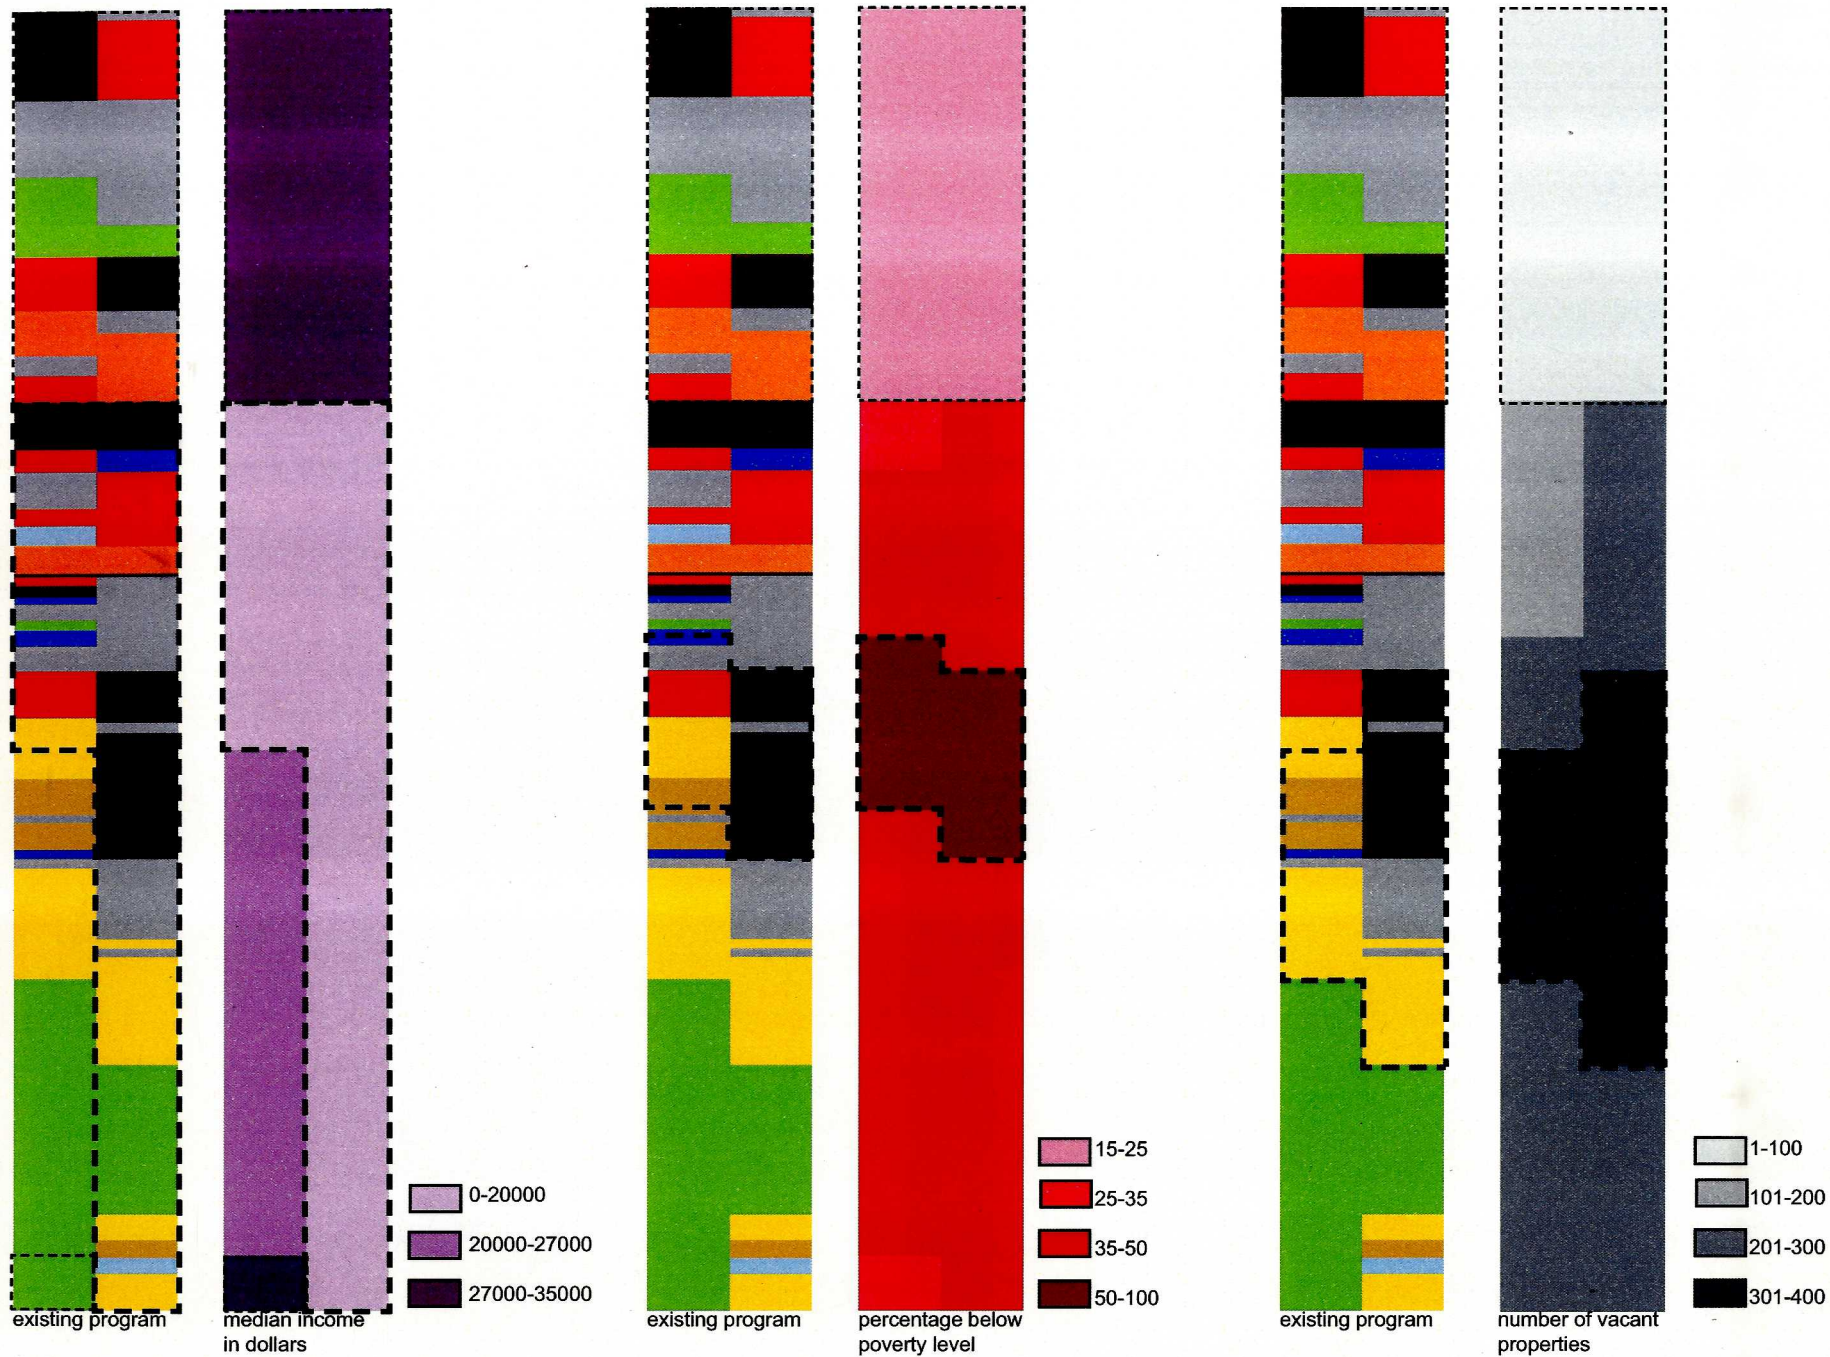 0-20000
20000-27000
27000-35000
existing program
median income
in dollars
15-25
25-35
35-50
50-100
existing program
percentage below
poverty level
1-100
101-200
201-300
301-400
existing program
number of vacant
properties